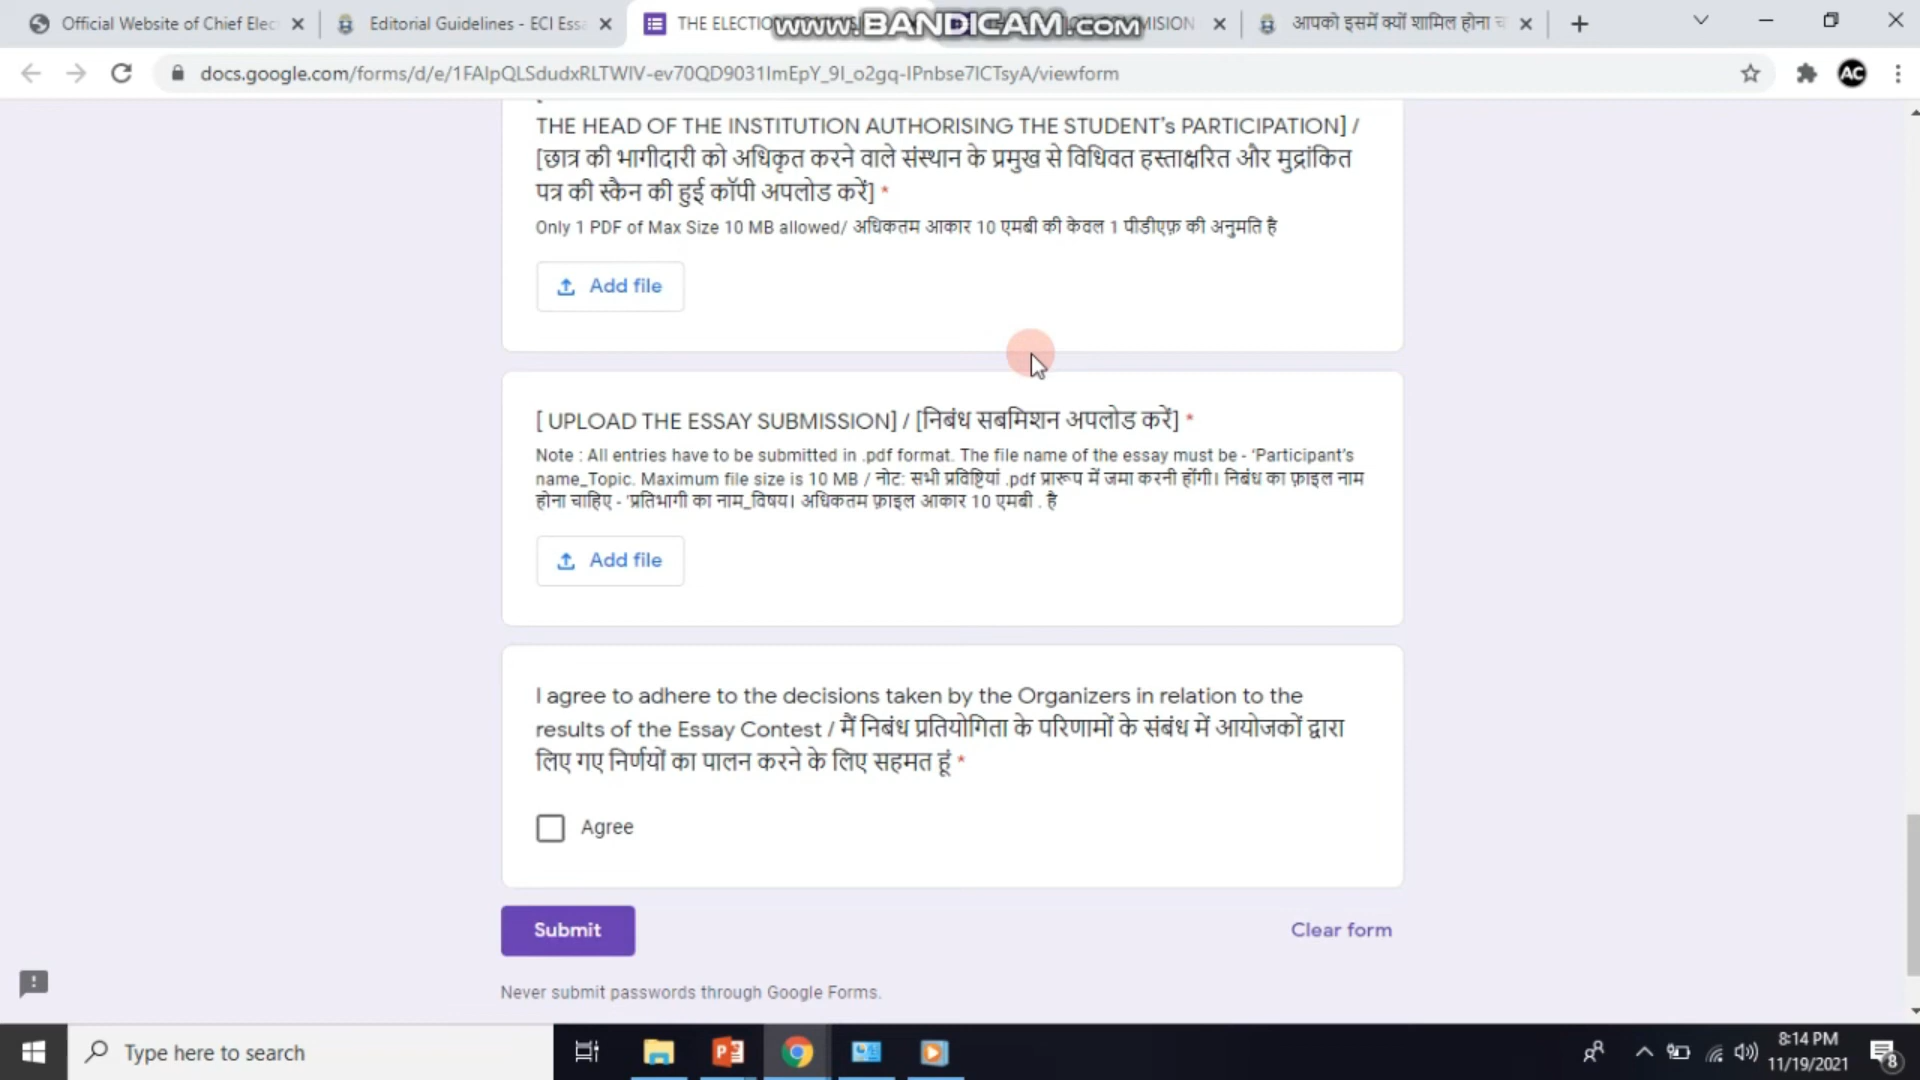 Official Website of Chief Elec
Editorial Guidelines - ECI Essa
THE ELECTIO
www.BANDICAM.com
MISION
आपको इसमें क्यों शामिल होना च
docs.google.com/forms/d/e/1FAIpQLSdudxRLTWIV-ev70QD9031ImEpY_9I_o2gq-IPnbse7ICTsyA/viewform
AC
THE HEAD OF THE INSTITUTION AUTHORISING THE STUDENT's PARTICIPATION] /
[छात्र की भागीदारी को अधिकृत करने वाले संस्थान के प्रमुख से विधिवत हस्ताक्षरित और मुद्रांकित
पत्र की स्कैन की हुई कॉपी अपलोड करें] *
Only 1 PDF of Max Size 10 MB allowed/ अधिकतम आकार 10 एमबी की केवल 1 पीडीएफ़ की अनुमति है
Add file
[ UPLOAD THE ESSAY SUBMISSION] / [निबंध सबमिशन अपलोड करें] *
Note : All entries have to be submitted in .pdf format. The file name of the essay must be - ‘Participant’s
name_Topic. Maximum file size is 10 MB / नोट: सभी प्रविष्टियां .pdf प्रारूप में जमा करनी होंगी। निबंध का फ़ाइल नाम
होना चाहिए - 'प्रतिभागी का नाम_विषय। अधिकतम फ़ाइल आकार 10 एमबी . है
Add file
I agree to adhere to the decisions taken by the Organizers in relation to the
results of the Essay Contest / मैं निबंध प्रतियोगिता के परिणामों के संबंध में आयोजकों द्वारा
लिए गए निर्णयों का पालन करने के लिए सहमत हूं *
Agree
Submit
Clear form
Never submit passwords through Google Forms.
Type here to search
8:14 PM
11/19/2021
8